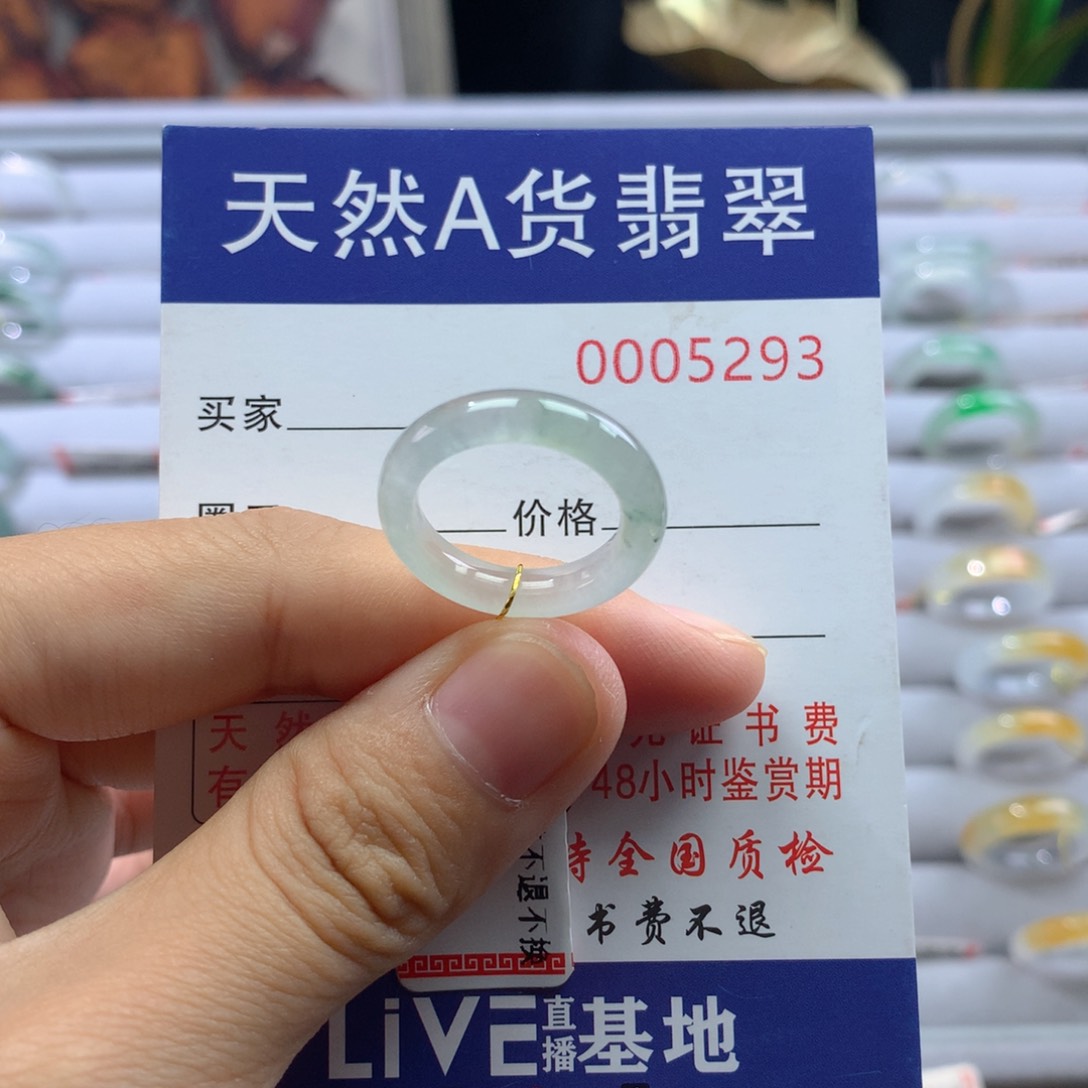 天然A货翡翠
0005293
买家
价格
天然
证书费
有
48小时鉴赏期
全国质检
书费不退
不退不换
LiVE直播基地